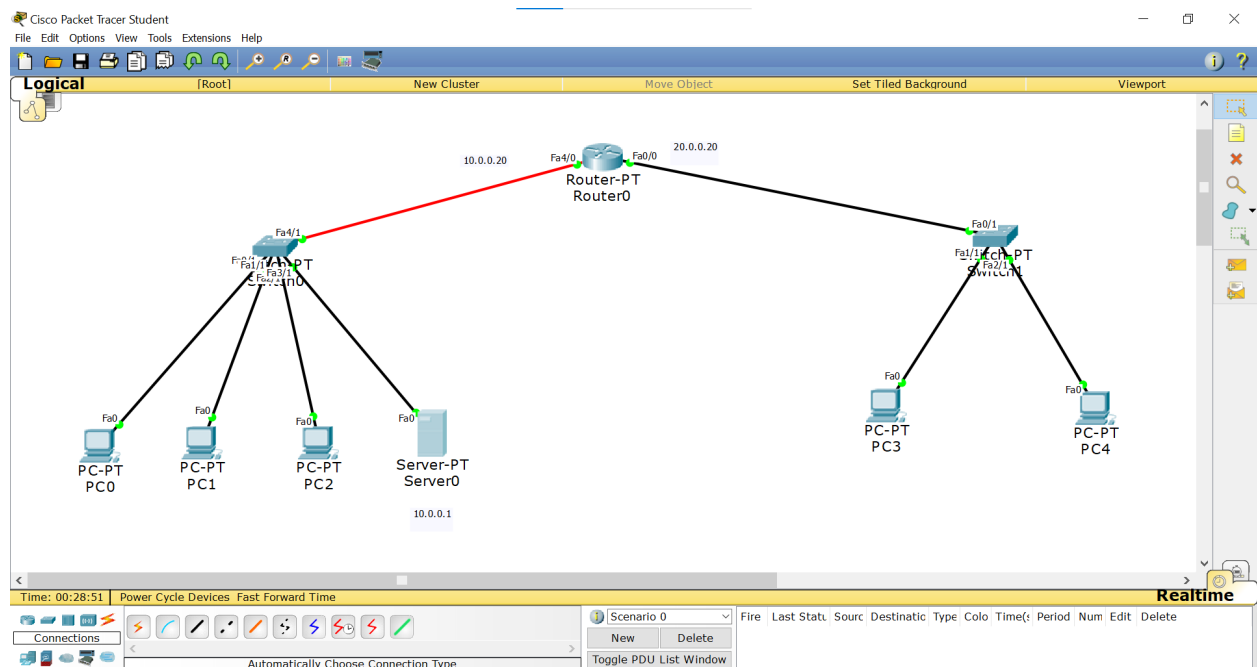 Cisco Packet Tracer Student
File Edit Options View Tools Extensions Help
Logical [Root] New Cluster Move Object Set Tiled Background Viewport
10.0.0.20 Fa4/0 Fa0/0 20.0.0.20
Router-PT
Router0
Fa4/1
Fa0/1
Fa1/1
Fa3/1
Fa2/1
Switch0
Fa1/1
Fa2/1
Switch1
Fa0 Fa0 Fa0 Fa0 Fa0 Fa0
PC-PT
PC0
PC-PT
PC1
PC-PT
PC2
Server-PT
Server0
PC-PT
PC3
PC-PT
PC4
10.0.0.1
Time: 00:28:51 Power Cycle Devices Fast Forward Time
Realtime
Connections
Automatically Choose Connection Type
Scenario 0
New Delete
Toggle PDU List Window
Fire Last Statu Sourc Destinatic Type Colo Time(s Period Num Edit Delete